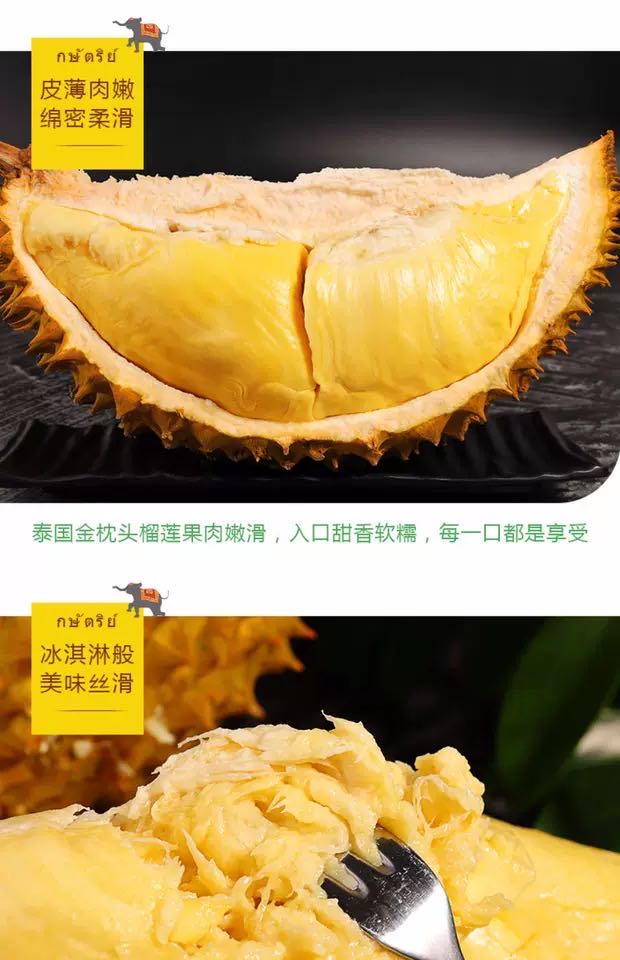 กษัตริย์
皮薄肉嫩
绵密柔滑
泰国金枕头榴莲果肉嫩滑，入口甜香软糯，每一口都是享受
กษัตริย์
冰淇淋般
美味丝滑